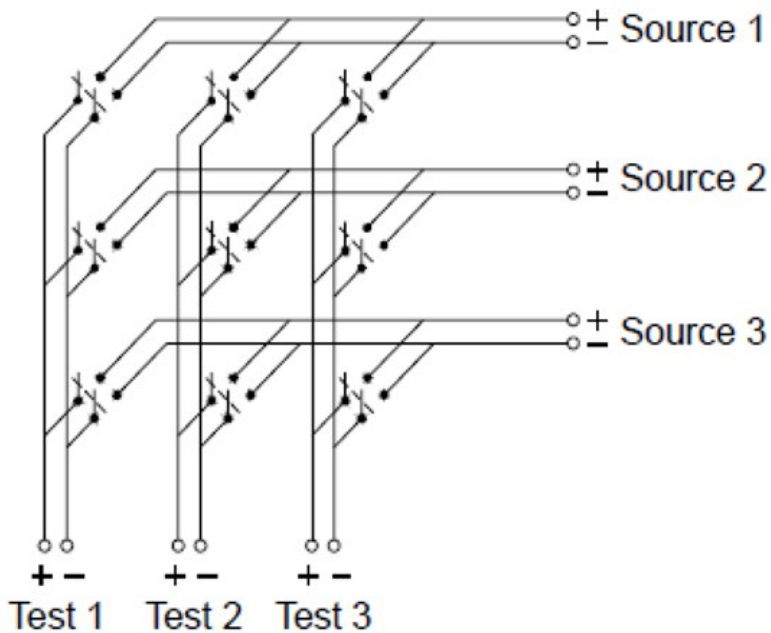 + Source 1
−
+ Source 2
−
+ Source 3
−
+ − + − + −
Test 1 Test 2 Test 3